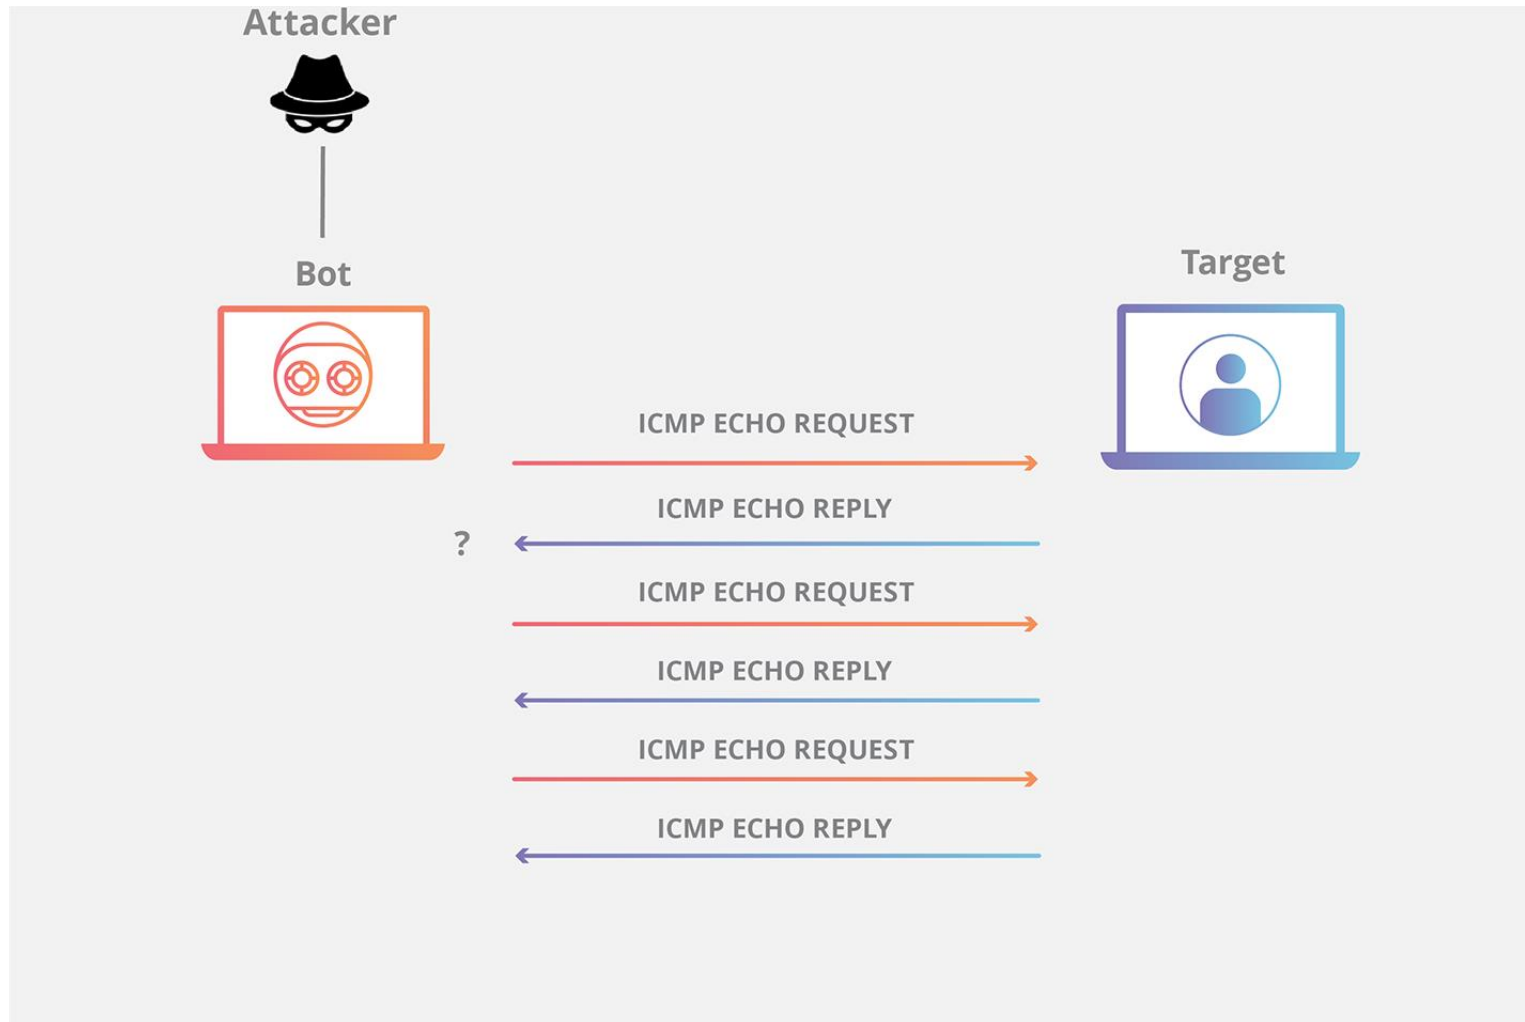 Attacker
Bot
Target
ICMP ECHO REQUEST
ICMP ECHO REPLY
?
ICMP ECHO REQUEST
ICMP ECHO REPLY
ICMP ECHO REQUEST
ICMP ECHO REPLY